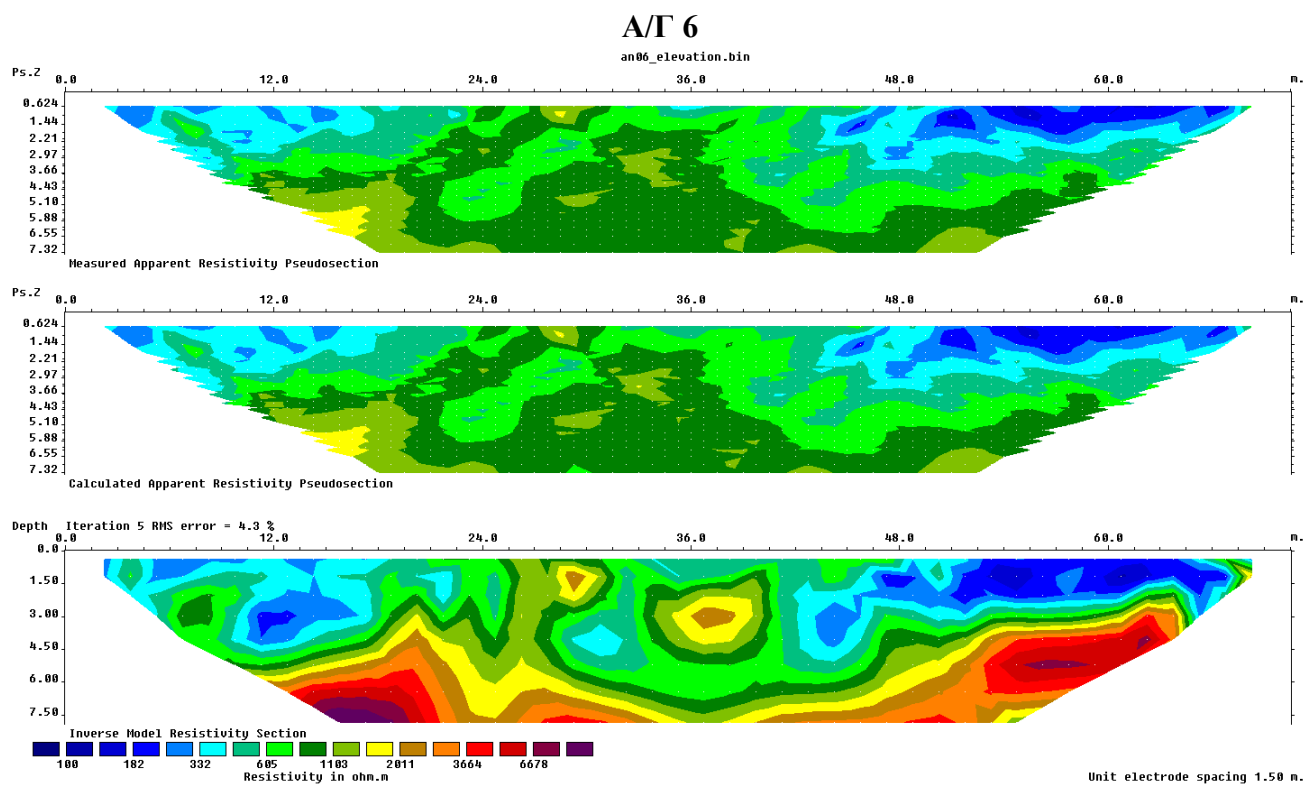 Α/Γ 6
an06_elevation.bin
Ps.Z 0.0 12.0 24.0 36.0 48.0 60.0 m.
0.624
1.44
2.21
2.97
3.66
4.43
5.10
5.88
6.55
7.32
Measured Apparent Resistivity Pseudosection
Ps.Z 0.0 12.0 24.0 36.0 48.0 60.0 m.
0.624
1.44
2.21
2.97
3.66
4.43
5.10
5.88
6.55
7.32
Calculated Apparent Resistivity Pseudosection
Depth Iteration 5 RMS error = 4.3 %
0.0 12.0 24.0 36.0 48.0 60.0 m.
0.0
1.50
3.00
4.50
6.00
7.50
Inverse Model Resistivity Section
100 182 332 605 1103 2011 3664 6678
Resistivity in ohm.m
Unit electrode spacing 1.50 m.